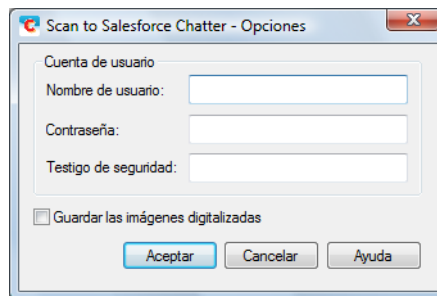 Scan to Salesforce Chatter - Opciones
Cuenta de usuario
Nombre de usuario:
Contraseña:
Testigo de seguridad:
Guardar las imágenes digitalizadas
Aceptar Cancelar Ayuda